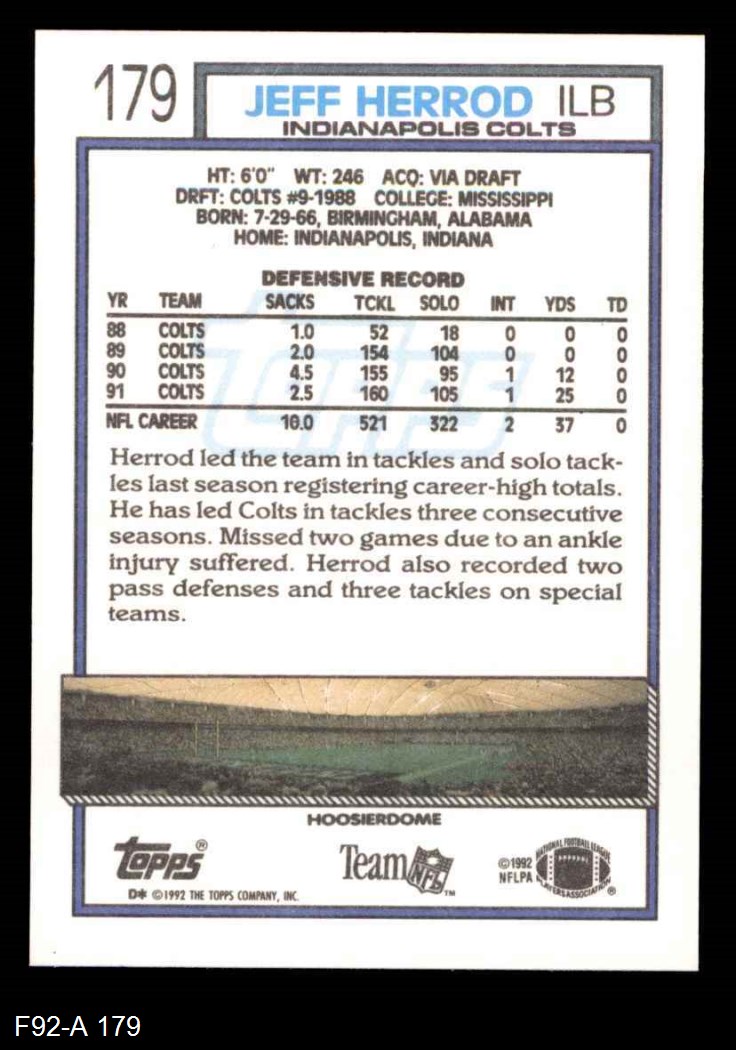 179
JEFF HERROD ILB
INDIANAPOLIS COLTS
HT: 6'0" WT: 246 ACQ: VIA DRAFT
DRFT: COLTS #9-1988 COLLEGE: MISSISSIPPI
BORN: 7-29-66, BIRMINGHAM, ALABAMA
HOME: INDIANAPOLIS, INDIANA
DEFENSIVE RECORD
YR TEAM SACKS TCKL SOLO INT YDS TD
88 COLTS 1.0 52 18 0 0 0
89 COLTS 2.0 154 104 0 0 0
90 COLTS 4.5 155 95 1 12 0
91 COLTS 2.5 160 105 1 25 0
NFL CAREER 10.0 521 322 2 37 0
Topps
Herrod led the team in tackles and solo tack-
les last season registering career-high totals.
He has led Colts in tackles three consecutive
seasons. Missed two games due to an ankle
injury suffered. Herrod also recorded two
pass defenses and three tackles on special
teams.
HOOSIERDOME
Topps®
Team NFL™
©1992
NFLPA
NATIONAL FOOTBALL LEAGUE
PLAYERS ASSOCIATION®
D* ©1992 THE TOPPS COMPANY, INC.
F92-A 179